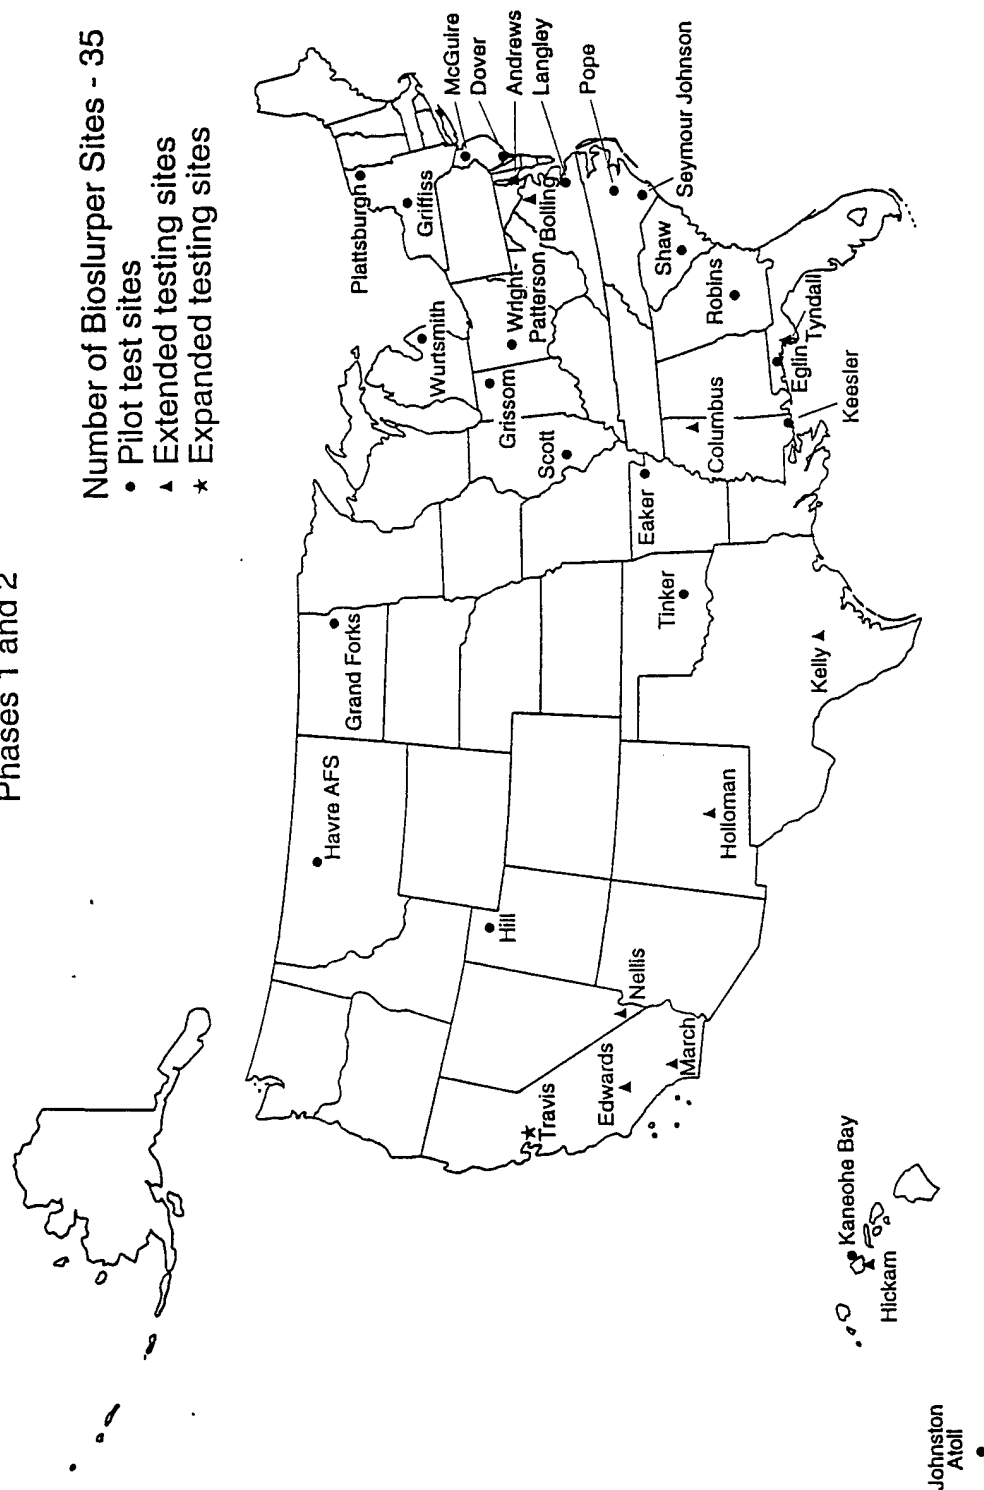 Phases 1 and 2
Number of Bioslurper Sites - 35
• Pilot test sites
▲ Extended testing sites
★ Expanded testing sites
McGuire
Dover
Andrews
Langley
Pope
Seymour Johnson
Plattsburgh
Griffiss
Bolling
Wright-
Patterson
Wurtsmith
Grissom
Scott
Shaw
Robins
Tyndall
Eglin
Keesler
Columbus
Eaker
Tinker
Kelly
Grand Forks
Havre AFS
Holloman
Hill
Nellis
March
Edwards
Travis
Kaneohe Bay
Hickam
Johnston
Atoll